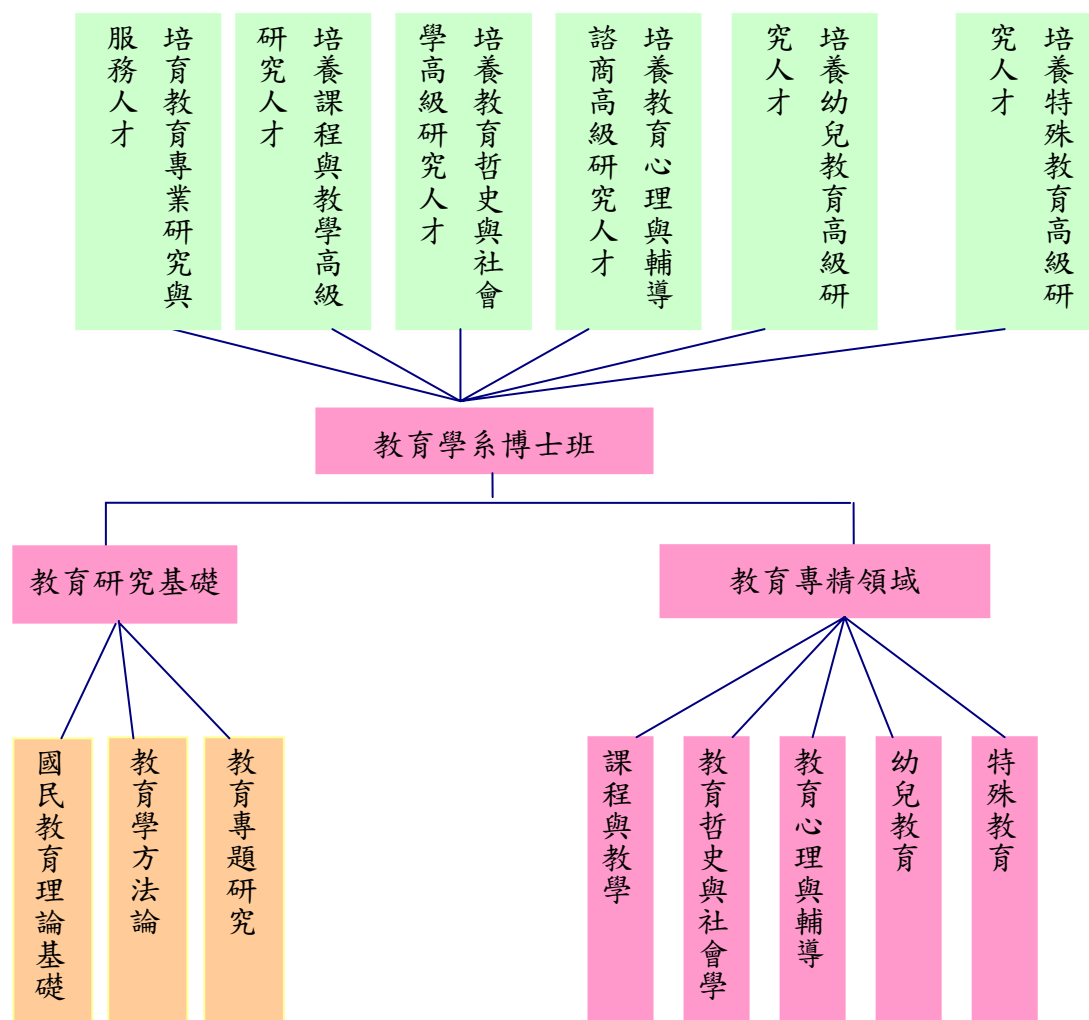 培育教育專業研究與
服務人才
培養課程與教學高級
研究人才
培養教育哲史與社會
學高級研究人才
培養教育心理與輔導
諮商高級研究人才
培養幼兒教育高級研
究人才
培養特殊教育高級研
究人才
教育學系博士班
教育研究基礎
教育專精領域
國民教育理論基礎
教育學方法論
教育專題研究
課程與教學
教育哲史與社會學
教育心理與輔導
幼兒教育
特殊教育